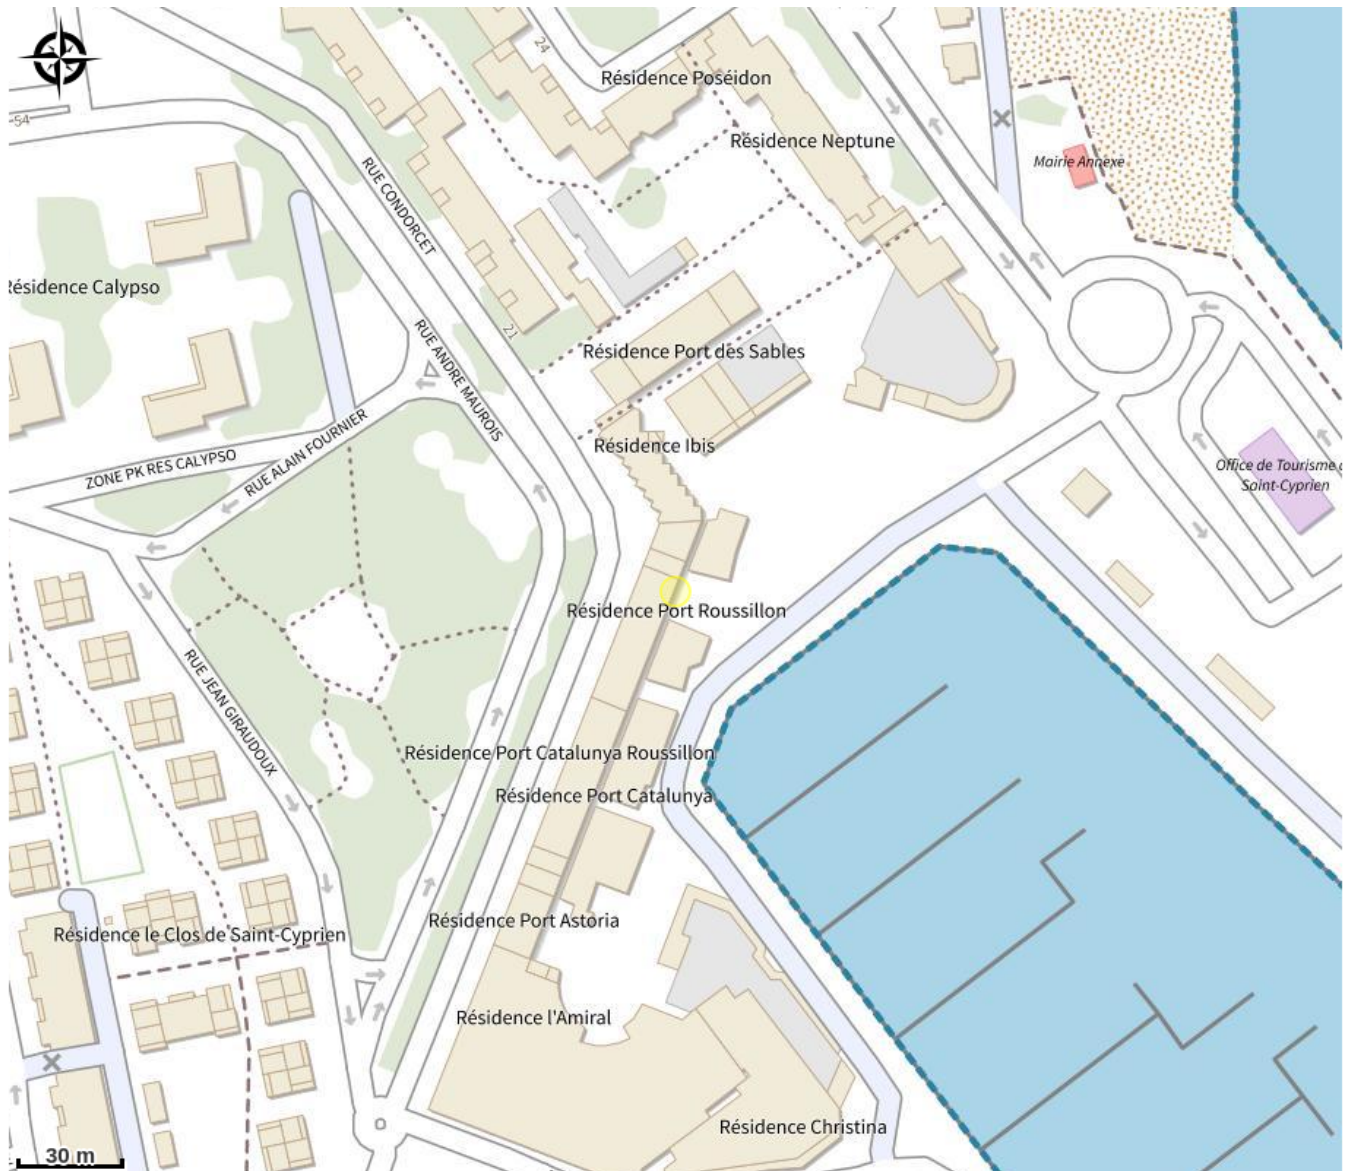 24
Résidence Poséidon
54
Résidence Neptune
Mairie Annexe
RUE CONDORCET
Résidence Calypso
21
RUE ANDRE MAUROIS
Résidence Port des Sables
RUE ALAIN FOURNIER
Résidence Ibis
ZONE PK RES CALYPSO
Office de Tourisme d
Saint-Cyprien
Résidence Port Roussillon
RUE JEAN GIRAUDOUX
Résidence Port Catalunya Roussillon
Résidence Port Catalunya
Résidence Port Astoria
Résidence le Clos de Saint-Cyprien
Résidence l'Amiral
Résidence Christina
30 m